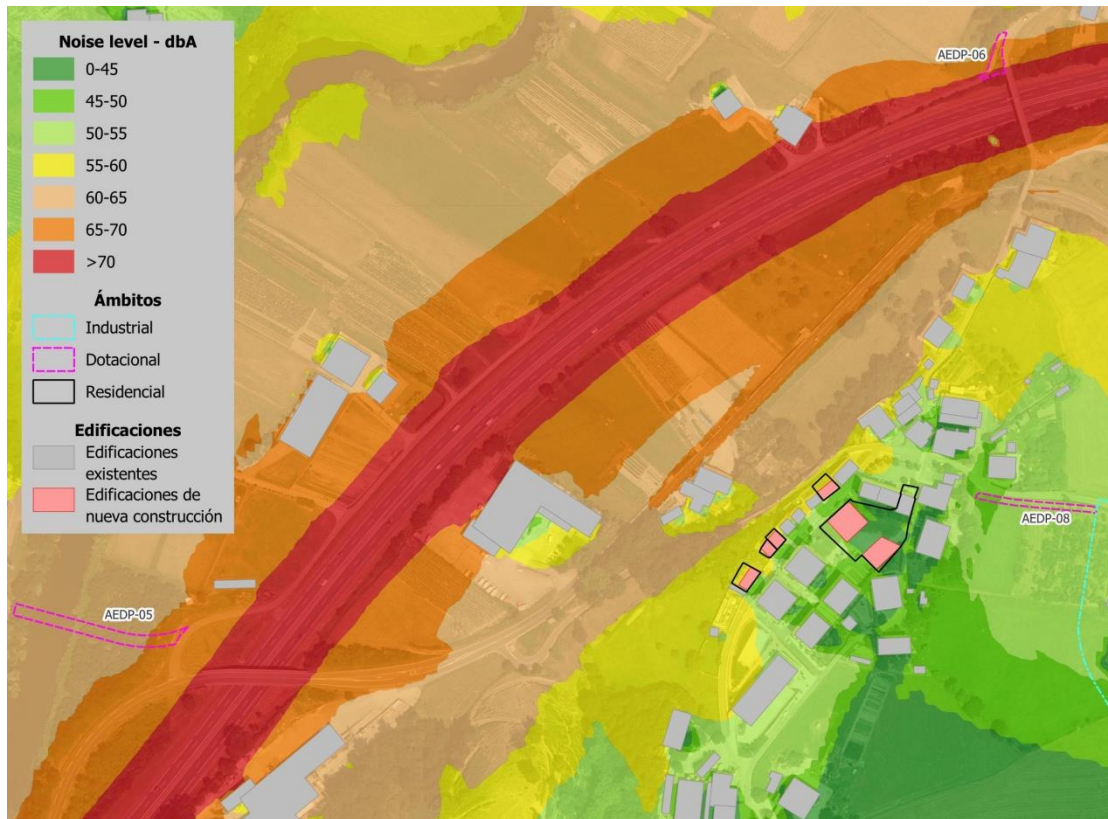 Noise level - dbA
0-45
45-50
50-55
55-60
60-65
65-70
>70
Ámbitos
Industrial
Dotacional
Residencial
Edificaciones
Edificaciones
existentes
Edificaciones de
nueva construcción
AEDP-06
AEDP-08
AEDP-05